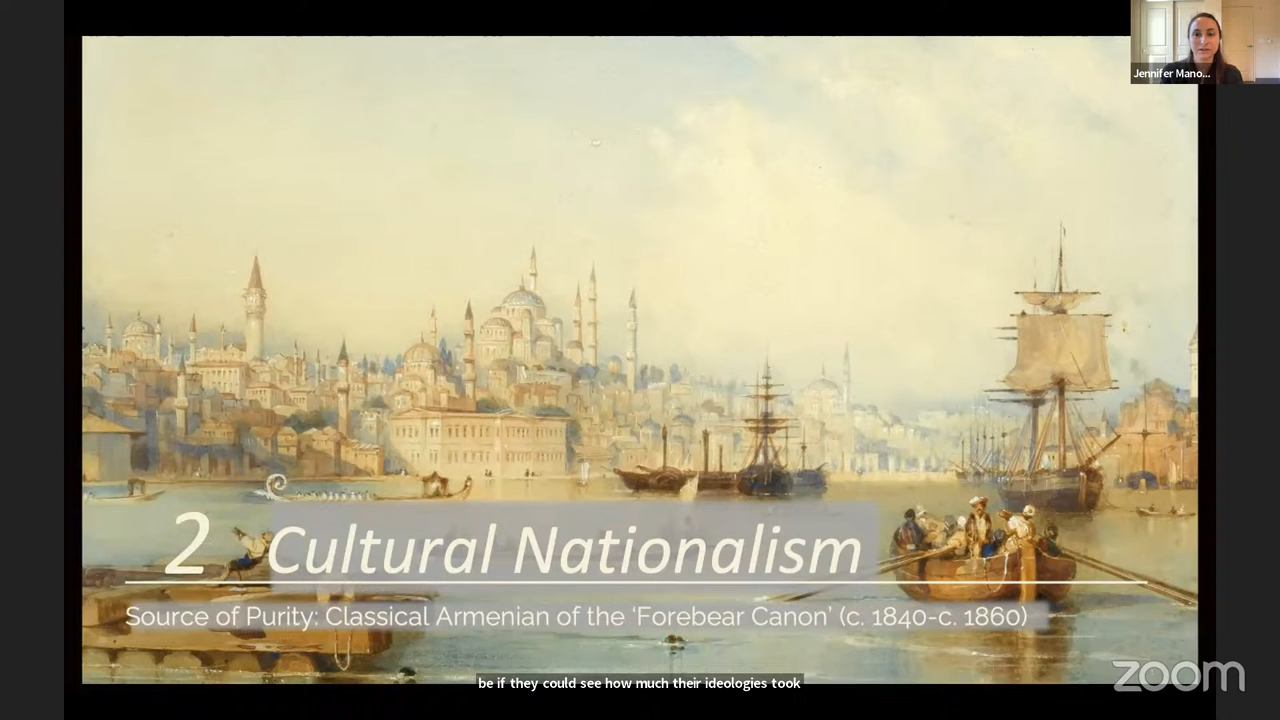 Jennifer Mano...
2 Cultural Nationalism
Source of Purity: Classical Armenian of the ‘Forebear Canon’ (c. 1840-c. 1860)
be if they could see how much their ideologies took
zoom